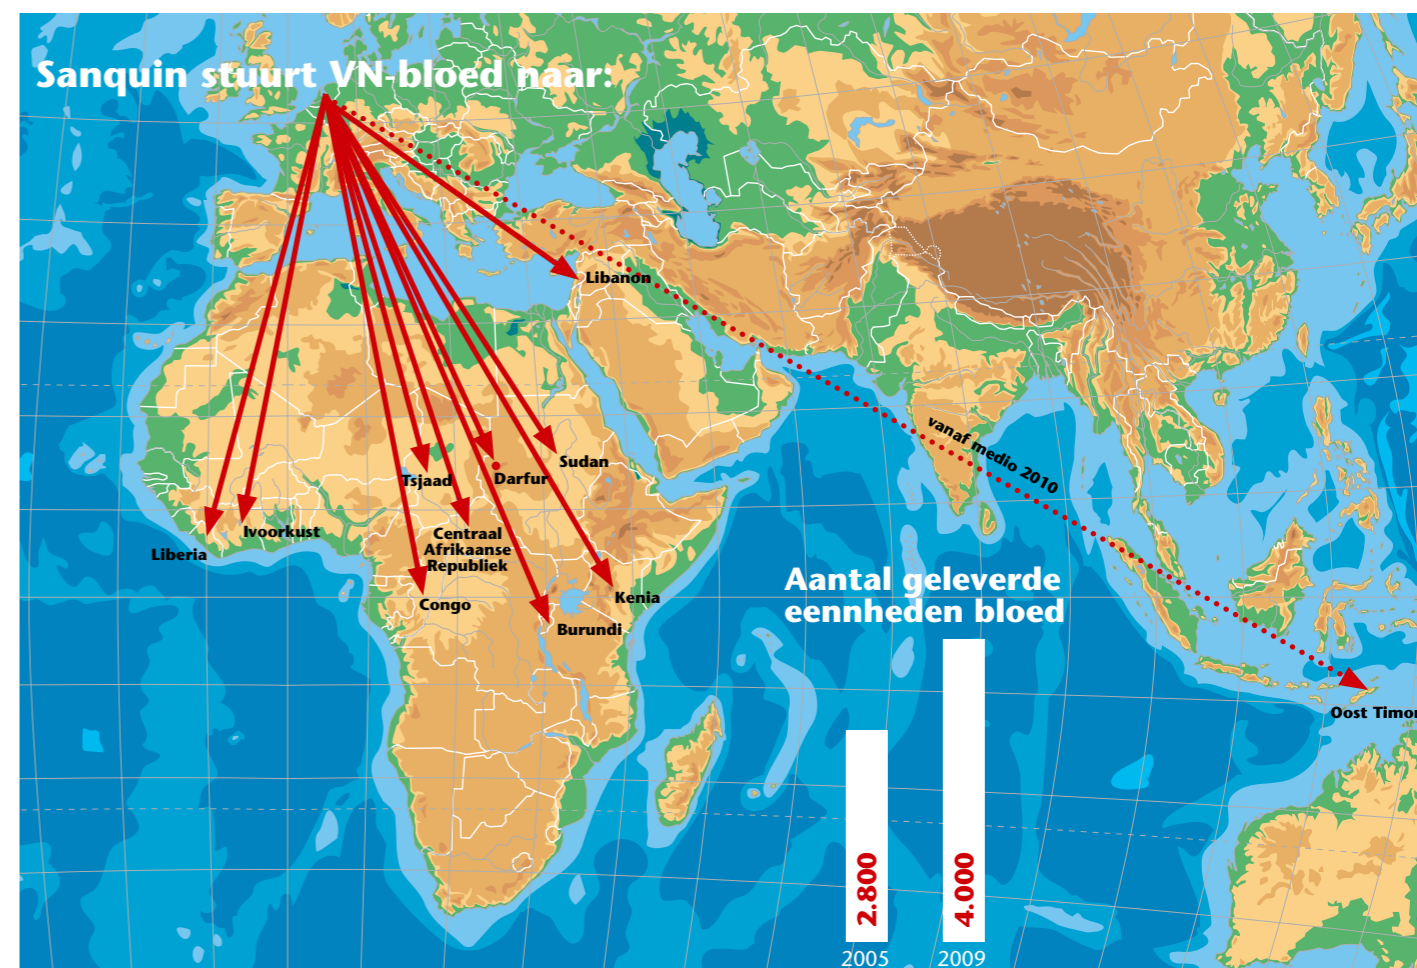 Sanquin stuurt VN-bloed naar:
Libanon
vanaf medio 2010
Sudan
Tsjaad
Darfur
Ivoorkust
Liberia
Centraal
Afrikaanse
Republiek
Congo
Kenia
Burundi
Oost Timor
Aantal geleverde
eennheden bloed
2.800
4.000
2005
2009